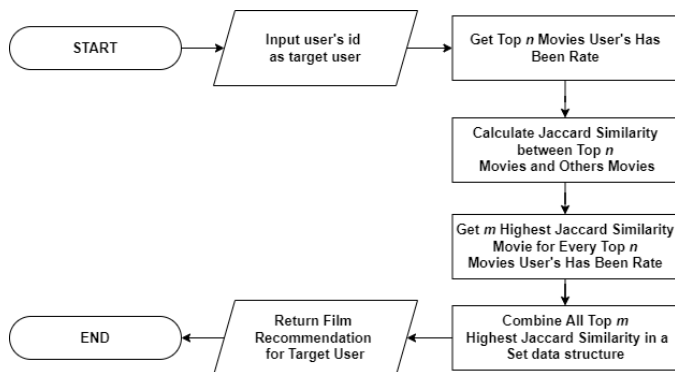 START
Input user's id
as target user
Get Top n Movies User's Has
Been Rate
Calculate Jaccard Similarity
between Top n
Movies and Others Movies
Get m Highest Jaccard Similarity
Movie for Every Top n
Movies User's Has Been Rate
Combine All Top m
Highest Jaccard Similarity in a
Set data structure
Return Film
Recommendation
for Target User
END